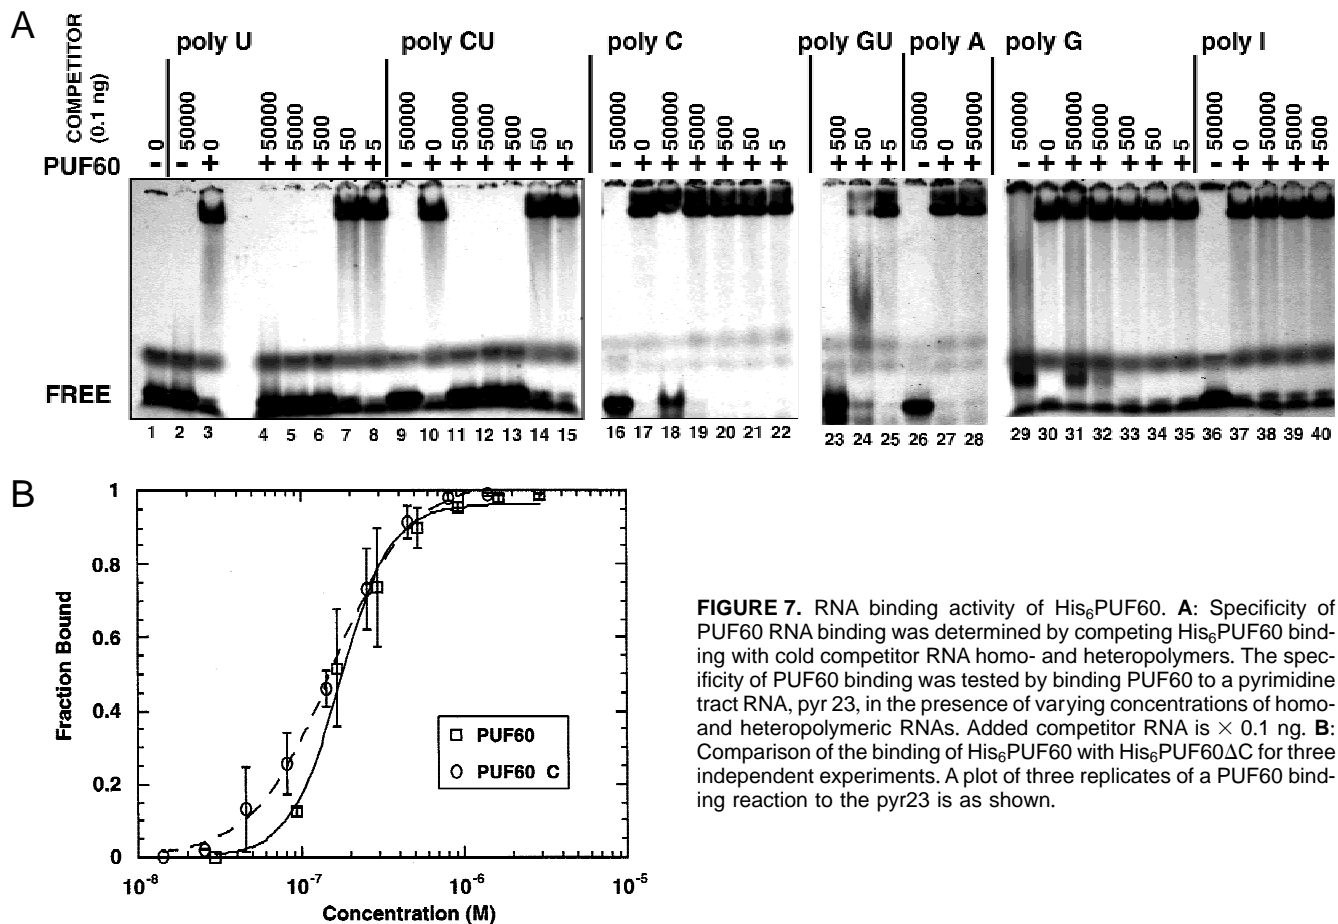 A
COMPETITOR
(0.1 ng)
poly U
poly CU
poly C
poly GU
poly A
poly G
poly I
0 50000 0 50000 5000 500 50 5 50000 0 50000 5000 500 50 5
50000 0 50000 5000 500 50 5
500 50 5 50000 0 50000
50000 0 50000 5000 500 50 5 50000 0 50000 5000 500
PUF60
- - + + + + + + - + + + + + +
- + + + + + +
+ + + - + +
- + + + + + + - + + + +
FREE
1 2 3 4 5 6 7 8 9 10 11 12 13 14 15
16 17 18 19 20 21 22
23 24 25 26 27 28
29 30 31 32 33 34 35 36 37 38 39 40
B
Fraction Bound
1
0.8
0.6
0.4
0.2
0
PUF60
PUF60 C
10-8 10-7 10-6 10-5
Concentration (M)
FIGURE 7. RNA binding activity of His6PUF60. A: Specificity of
PUF60 RNA binding was determined by competing His6PUF60 bind-
ing with cold competitor RNA homo- and heteropolymers. The spec-
ificity of PUF60 binding was tested by binding PUF60 to a pyrimidine
tract RNA, pyr 23, in the presence of varying concentrations of homo-
and heteropolymeric RNAs. Added competitor RNA is × 0.1 ng. B:
Comparison of the binding of His6PUF60 with His6PUF60ΔC for three
independent experiments. A plot of three replicates of a PUF60 bind-
ing reaction to the pyr23 is as shown.